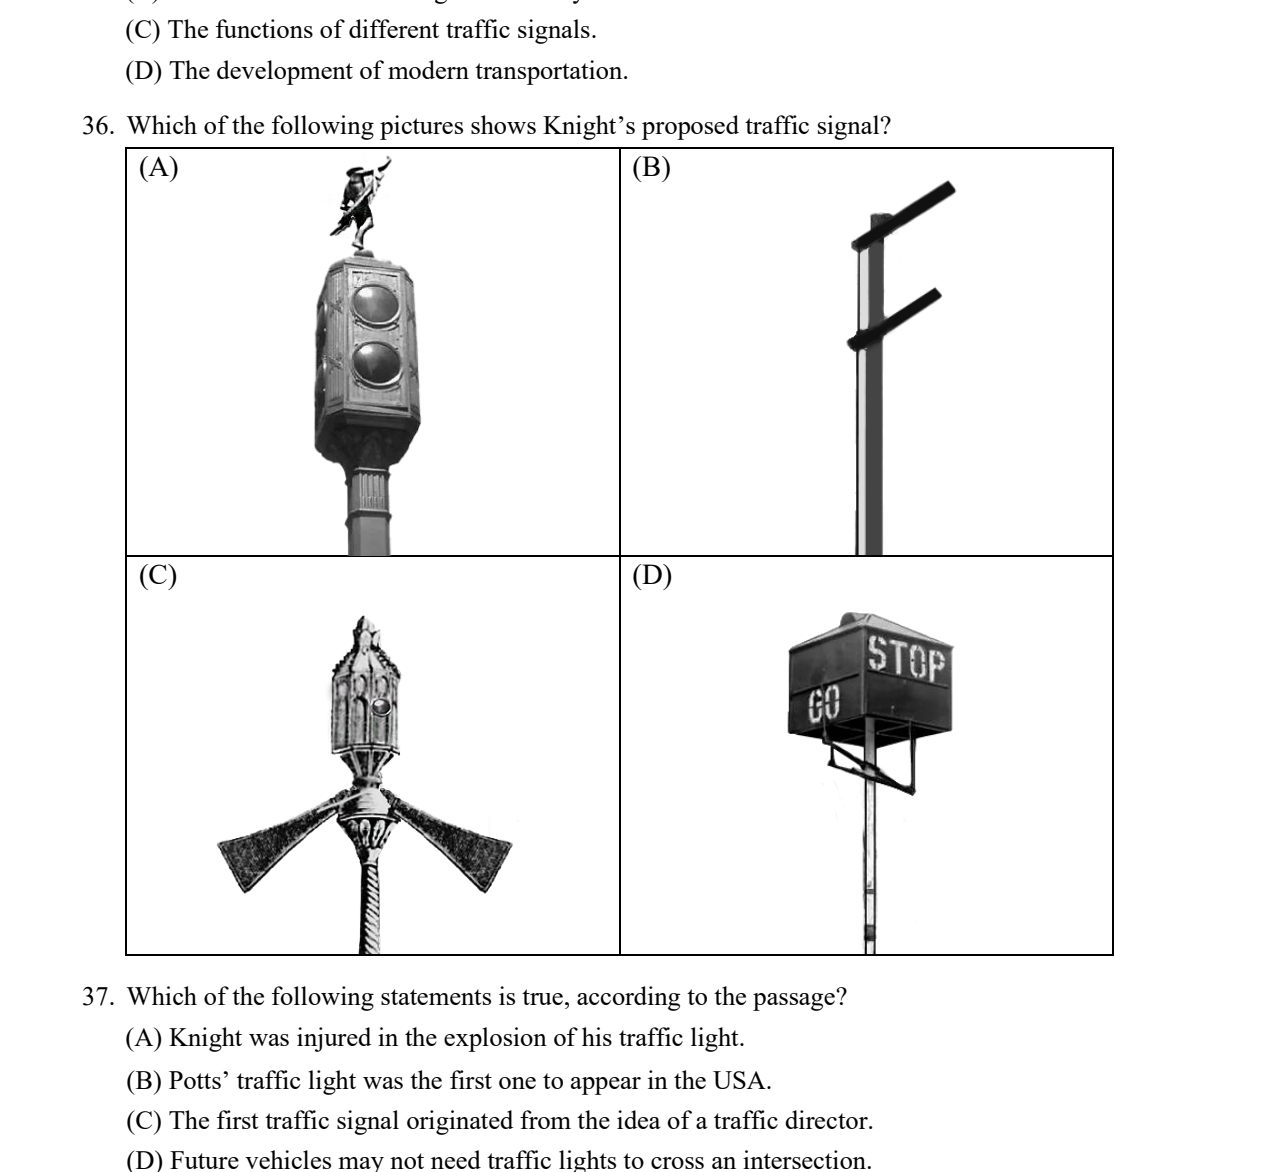 (C) The functions of different traffic signals.
(D) The development of modern transportation.
36. Which of the following pictures shows Knight’s proposed traffic signal?
(A)
(B)
(C)
(D)
STOP
GO
37. Which of the following statements is true, according to the passage?
(A) Knight was injured in the explosion of his traffic light.
(B) Potts’ traffic light was the first one to appear in the USA.
(C) The first traffic signal originated from the idea of a traffic director.
(D) Future vehicles may not need traffic lights to cross an intersection.